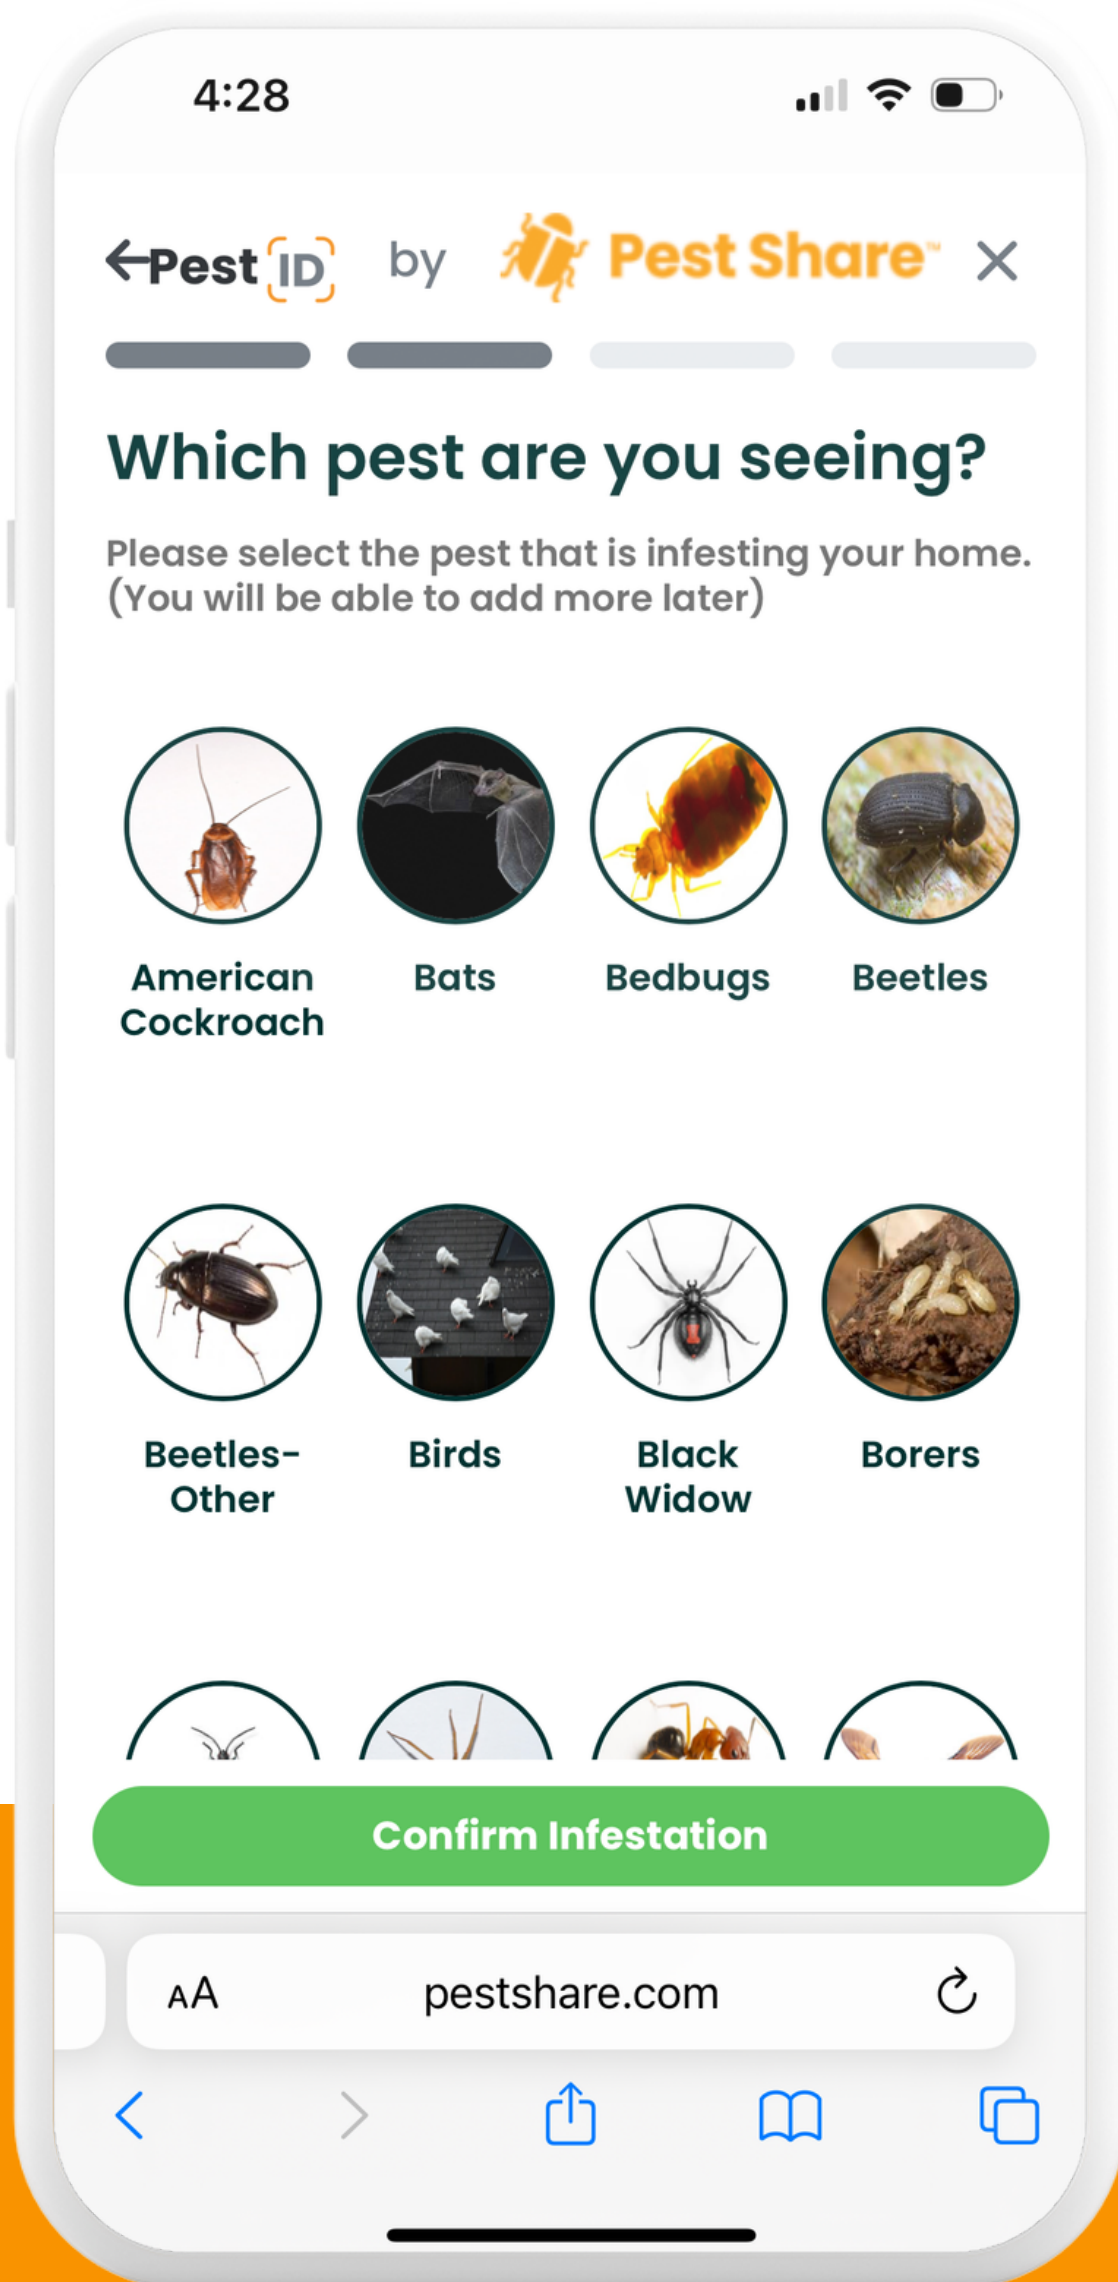 4:28
Pest ID by Pest Share™
Which pest are you seeing?
Please select the pest that is infesting your home.
(You will be able to add more later)
American Bats Bedbugs Beetles
Cockroach
Beetles- Birds Black Borers
Other Widow
Confirm Infestation
AA pestshare.com